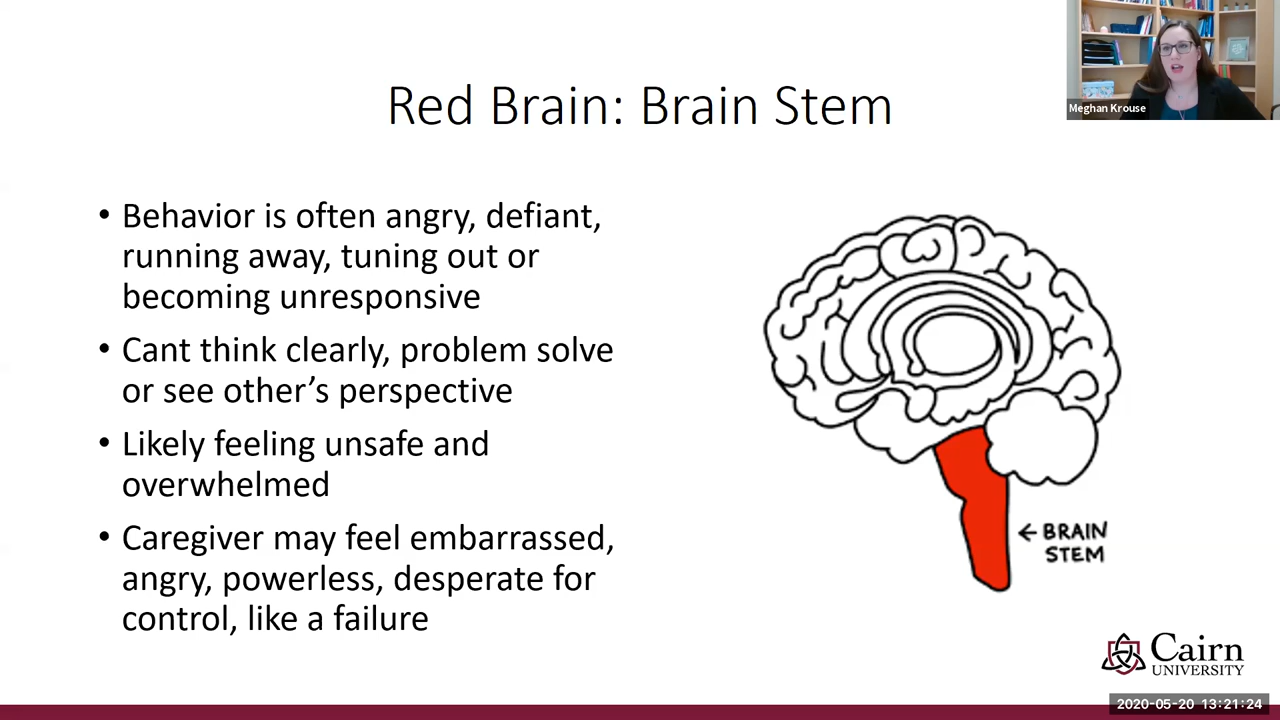 Meghan Krouse
Red Brain: Brain Stem
• Behavior is often angry, defiant,
running away, tuning out or
becoming unresponsive
• Cant think clearly, problem solve
or see other's perspective
• Likely feeling unsafe and
overwhelmed
• Caregiver may feel embarrassed,
angry, powerless, desperate for
control, like a failure
← BRAIN
STEM
Cairn
UNIVERSITY
2020-05-20 13:21:24